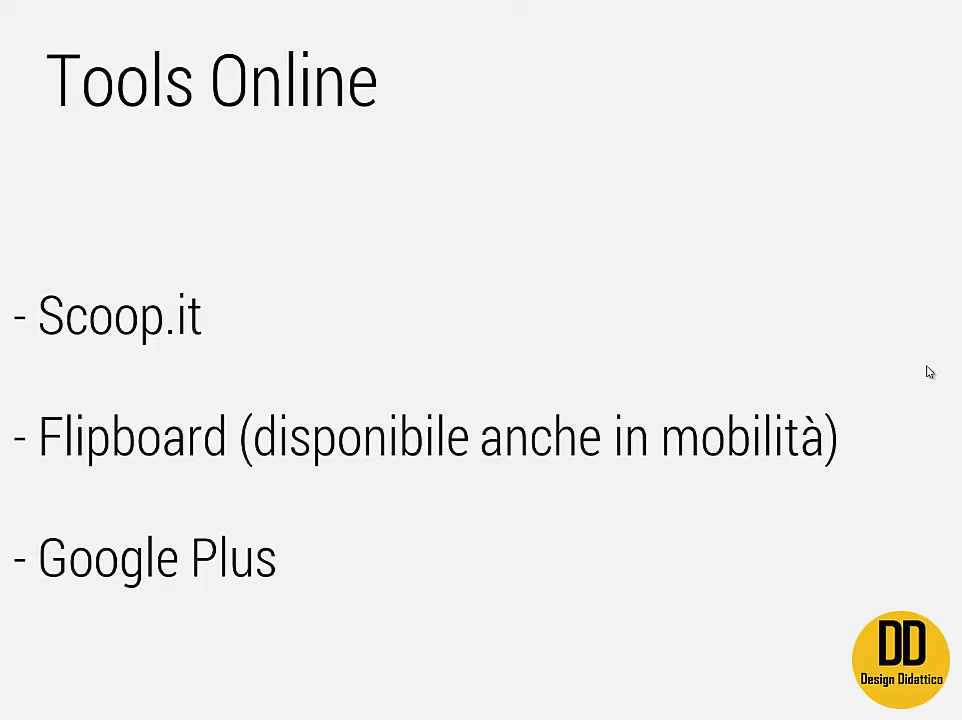 Tools Online
- Scoop.it
- Flipboard (disponibile anche in mobilità)
- Google Plus
DD
Design Didattico